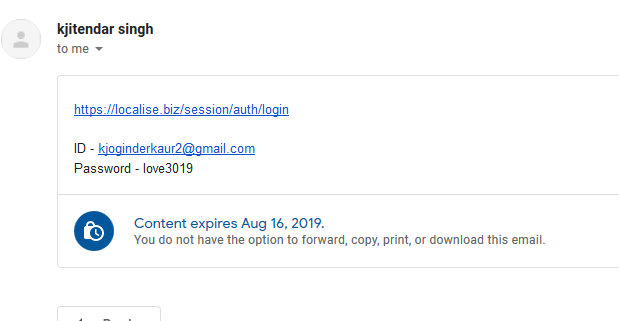 kjitendar singh
to me
https://localise.biz/session/auth/login
ID - kjoginderkaur2@gmail.com
Password - love3019
Content expires Aug 16, 2019.
You do not have the option to forward, copy, print, or download this email.